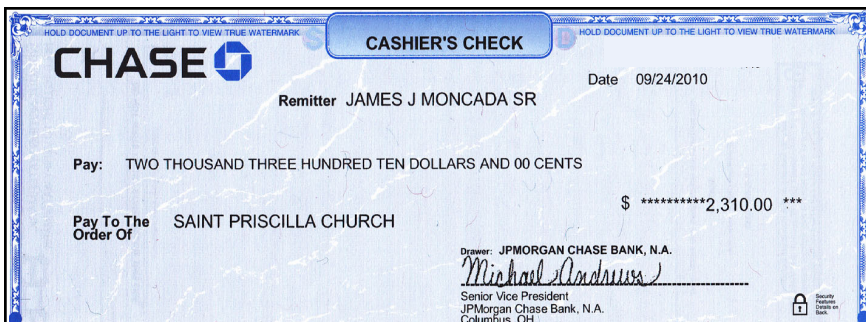 HOLD DOCUMENT UP TO THE LIGHT TO VIEW TRUE WATERMARK
CASHIER'S CHECK
HOLD DOCUMENT UP TO THE LIGHT TO VIEW TRUE WATERMARK
CHASE
Date 09/24/2010
Remitter JAMES J MONCADA SR
Pay: TWO THOUSAND THREE HUNDRED TEN DOLLARS AND 00 CENTS
$ **********2,310.00 ***
Pay To The
Order Of SAINT PRISCILLA CHURCH
Drawer: JPMORGAN CHASE BANK, N.A.
Michael Andrews
Senior Vice President
JPMorgan Chase Bank, N.A.
Columbus, OH
Security
Features
Details on
Back.